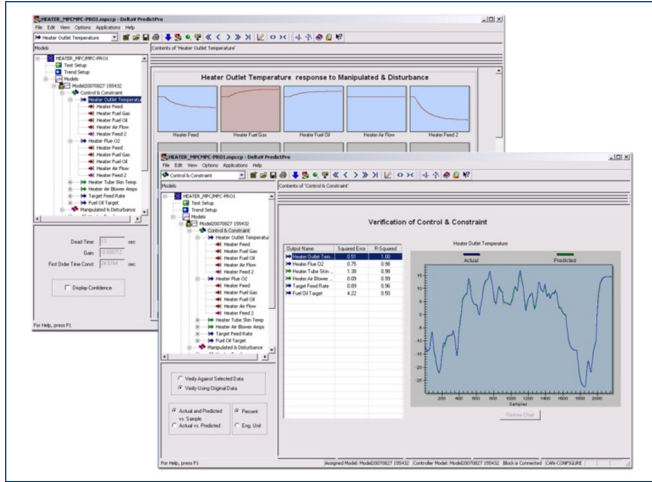 HEATER_MPC/MPC-PRO1.mpccp - DeltaV PredictPro
File Edit View Options Applications Help
Heater Outlet Temperature
Models
Contents of 'Heater Outlet Temperature'
HEATER_MPC/MPC-PRO1
Test Setup
Trend Setup
Models
Model20070827 155432
Control & Constraint
Heater Outlet Temperatu
Heater Feed
Heater Fuel Gas
Heater Fuel Oil
Heater Air Flow
Heater Feed 2
Heater Flue O2
Heater Feed
Heater Fuel Gas
Heater Fuel Oil
Heater Air Flow
Heater Feed 2
Heater Tube Skin Temp
Heater Air Blower Amps
Target Feed Rate
Fuel Oil Target
Manipulated & Disturbance
Heater Outlet Temperature response to Manipulated & Disturbance
Heater Feed
Heater Fuel Gas
Heater Fuel Oil
Heater Air Flow
Heater Feed 2
Dead Time:
sec
Gain:
First Order Time Const:
sec
Display Confidence
For Help, press F1
HEATER_MPC/MPC-PRO1.mpccp - DeltaV PredictPro
File Edit View Options Applications Help
Control & Constraint
Models
Contents of 'Control & Constraint'
HEATER_MPC/MPC-PRO1
Test Setup
Trend Setup
Models
Model20070827 155432
Control & Constraint
Heater Outlet Temperatu
Heater Feed
Heater Fuel Gas
Heater Fuel Oil
Heater Air Flow
Heater Feed 2
Heater Flue O2
Heater Feed
Heater Fuel Gas
Heater Fuel Oil
Heater Air Flow
Heater Feed 2
Heater Tube Skin Temp
Heater Air Blower Amps
Target Feed Rate
Fuel Oil Target
Manipulated & Disturbance
Verification of Control & Constraint
Output Name Squared Error R-Squared
Heater Outlet Tem... 0.51 1.00
Heater Flue O2 0.75 0.98
Heater Tube Skin ... 1.38 0.98
Heater Air Blower ... 0.89 0.99
Target Feed Rate 0.83 0.96
Fuel Oil Target 4.22 0.50
Heater Outlet Temperature
Actual Predicted
200 400 600 800 1000 1200 1400 1600 1800 2000
Samples
Restore Chart
Verify Against Selected Data
Verify Using Original Data
Actual and Predicted
vs. Sample
Actual vs. Predicted
Percent
Eng. Unit
For Help, press F1
Assigned Model: Model20070827 155432 Controller Model: Model20070827 155432 Block is Connected CAN-CONFIGURE